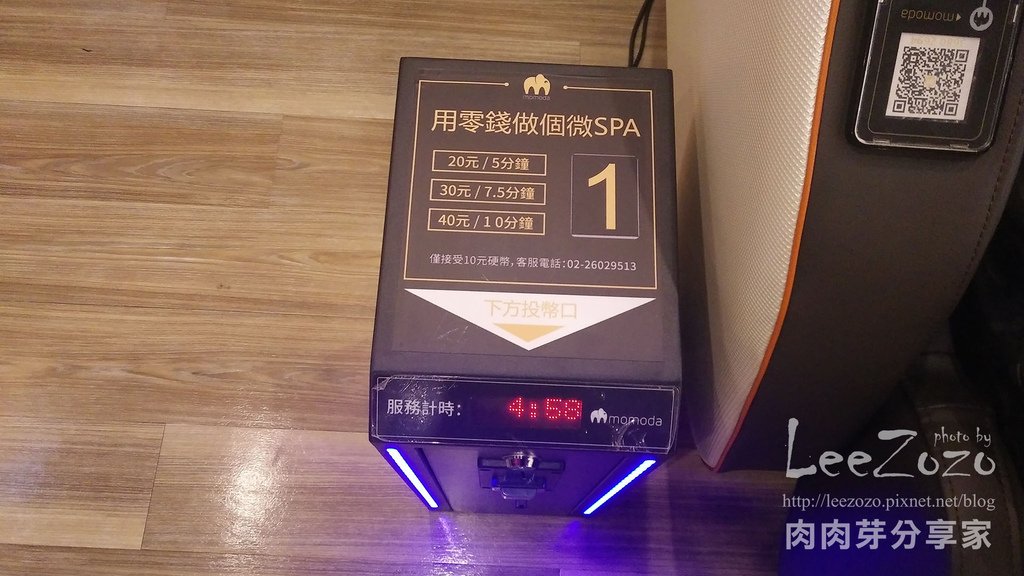 momoda
用零錢做個微SPA
20元 / 5分鐘
30元 / 7.5分鐘
40元 / 10分鐘
1
僅接受10元硬幣,客服電話:02-26029513
下方投幣口
服務計時:
4:58
momoda
momoda
photo by
LeeZozo
http://leezozo.pixnet.net/blog
肉肉芽分享家